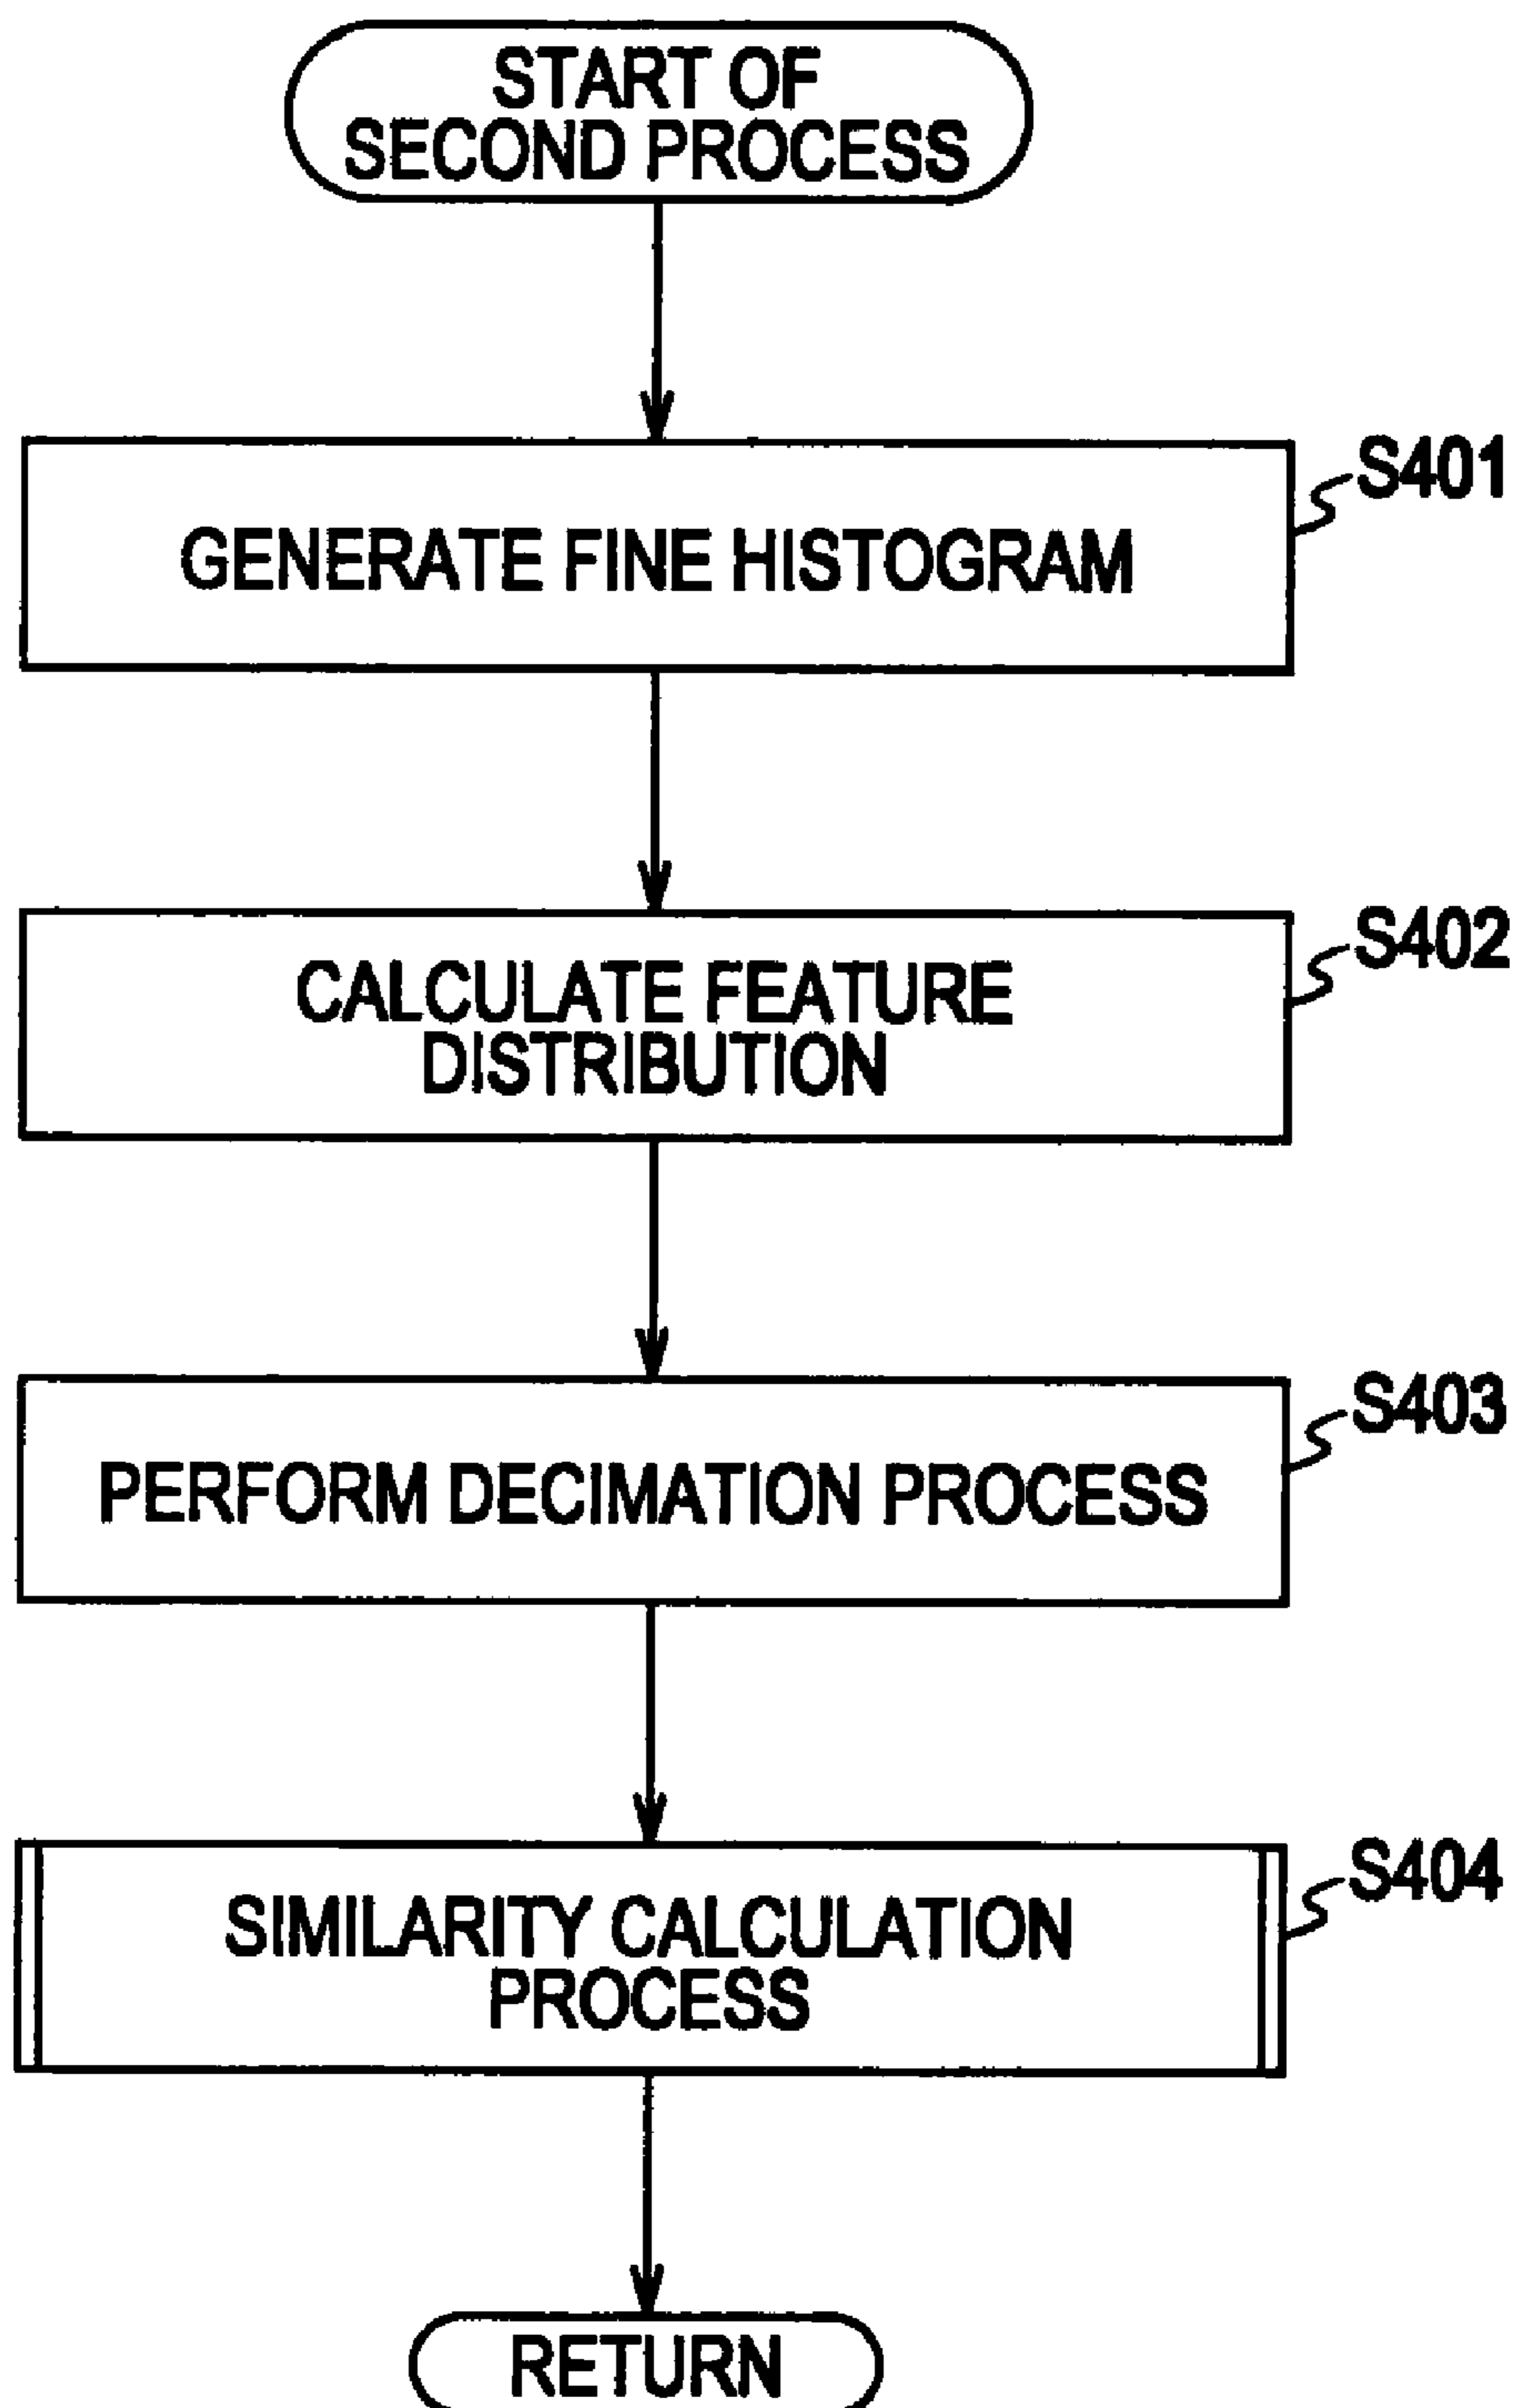 START OF
SECOND PROCESS
S401
GENERATE FINE HISTOGRAM
S402
CALCULATE FEATURE
DISTRIBUTION
S403
PERFORM DECIMATION PROCESS
S404
SIMILARITY CALCULATION
PROCESS
RETURN